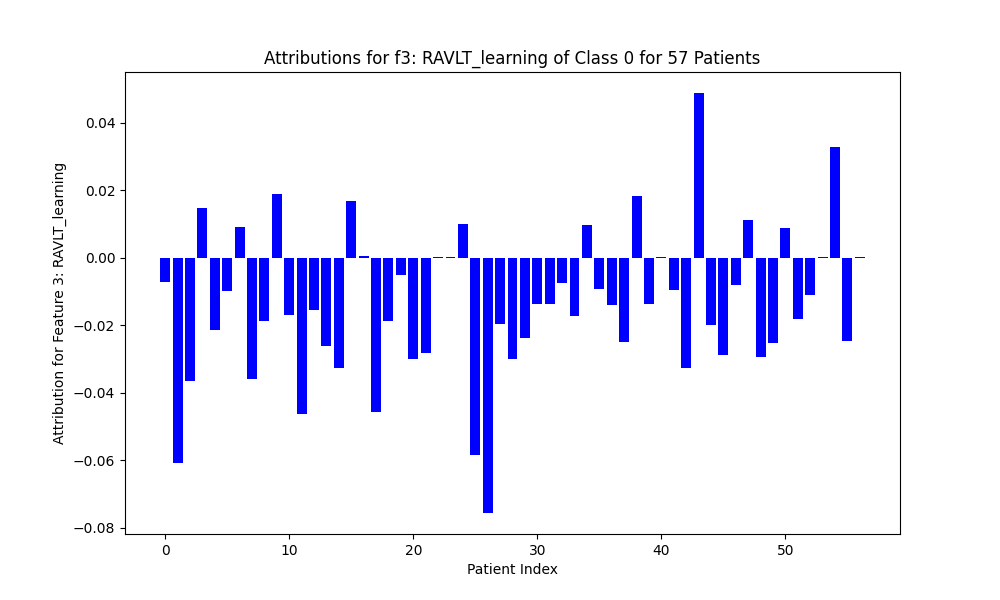 Attributions for f3: RAVLT_learning of Class 0 for 57 Patients
Attribution for Feature 3: RAVLT_learning
0.04
0.02
0.00
−0.02
−0.04
−0.06
−0.08
0 10 20 30 40 50
Patient Index